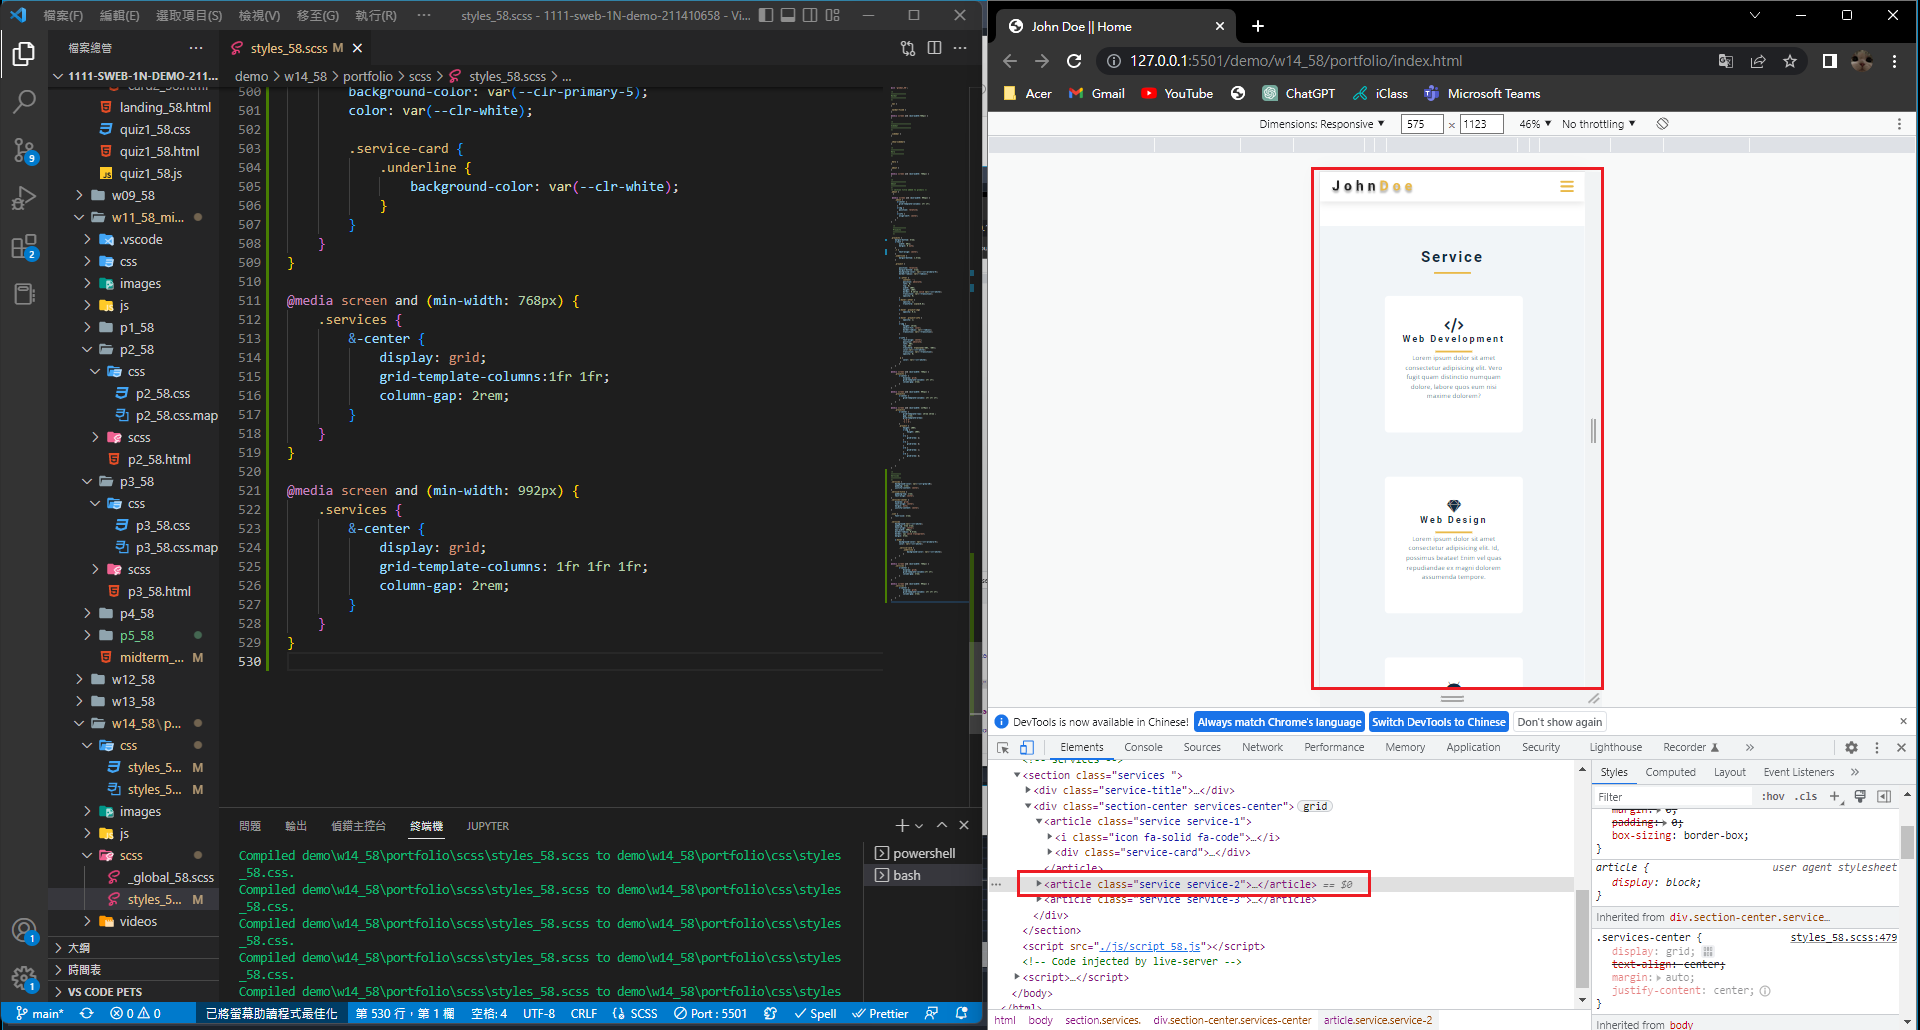 檔案(F) 編輯(E) 選取項目(S) 檢視(V) 移至(G) 執行(R) ··· styles_58.scss - 1111-sweb-1N-demo-211410658 - Vi...
檔案總管 ···
1111-SWEB-1N-DEMO-211...
landing_58.html
quiz1_58.css
quiz1_58.html
quiz1_58.js
w09_58
w11_58_mi...
.vscode
css
images
js
p1_58
p2_58
css
p2_58.css
p2_58.css.map
scss
p2_58.html
p3_58
css
p3_58.css
p3_58.css.map
scss
p3_58.html
p4_58
p5_58
midterm_... M
w12_58
w13_58
w14_58\p...
css
styles_5... M
styles_5... M
images
js
scss
_global_58.scss
styles_5... M
videos
大綱
時間表
VS CODE PETS
9
2
1
1
styles_58.scss M
demo > w14_58 > portfolio > scss > styles_58.scss > ...
500 background-color: var(--clr-primary-5);
501 color: var(--clr-white);
502
503 .service-card {
504 .underline {
505 background-color: var(--clr-white);
506 }
507 }
508 }
509 }
510
511 @media screen and (min-width: 768px) {
512 .services {
513 &-center {
514 display: grid;
515 grid-template-columns:1fr 1fr;
516 column-gap: 2rem;
517 }
518 }
519 }
520
521 @media screen and (min-width: 992px) {
522 .services {
523 &-center {
524 display: grid;
525 grid-template-columns: 1fr 1fr 1fr;
526 column-gap: 2rem;
527 }
528 }
529 }
530
問題 輸出 偵錯主控台 終端機 JUPYTER
Compiled demo\w14_58\portfolio\scss\styles_58.scss to demo\w14_58\portfolio\css\styles
_58.css.
Compiled demo\w14_58\portfolio\scss\styles_58.scss to demo\w14_58\portfolio\css\styles
_58.css.
Compiled demo\w14_58\portfolio\scss\styles_58.scss to demo\w14_58\portfolio\css\styles
_58.css.
Compiled demo\w14_58\portfolio\scss\styles_58.scss to demo\w14_58\portfolio\css\styles
_58.css.
Compiled demo\w14_58\portfolio\scss\styles_58.scss to demo\w14_58\portfolio\css\styles
powershell
bash
main* 0 0 已將螢幕助讀程式最佳化 第 530 行，第 1 欄 空格: 4 UTF-8 CRLF {} SCSS Port : 5501 Spell Prettier
John Doe || Home
127.0.0.1:5501/demo/w14_58/portfolio/index.html
Acer Gmail YouTube ChatGPT iClass Microsoft Teams
Dimensions: Responsive 575 × 1123 46% No throttling
JohnDoe
Service
</>
Web Development
Lorem ipsum dolor sit amet
consectetur adipisicing elit. Vero
fugit quam distinctio numquam
dolore, labore quos eum nisi
maxime dolorem?
Web Design
Lorem ipsum dolor sit amet
consectetur adipisicing elit. Id,
possimus beatae! Enim vel quas
repudiandae ex magni dolorem
assumenda tempore.
DevTools is now available in Chinese! Always match Chrome's language Switch DevTools to Chinese Don't show again
Elements Console Sources Network Performance Memory Application Security Lighthouse Recorder »
<!-- services -->
<section class="services ">
<div class="service-title">…</div>
<div class="section-center services-center"> grid
<article class="service service-1">
<i class="icon fa-solid fa-code">…</i>
<div class="service-card">…</div>
</article>
<article class="service service-2">…</article> == $0
<article class="service service-3">…</article>
</div>
</section>
<script src="./js/script_58.js"></script>
<!-- Code injected by live-server -->
<script>…</script>
</body>
</html>
html body section.services. div.section-center.services-center article.service.service-2
Styles Computed Layout Event Listeners »
Filter :hov .cls +
margin: 0;
padding: 0;
box-sizing: border-box;
}
article { user agent stylesheet
display: block;
}
Inherited from div.section-center.service…
.services-center { styles_58.scss:479
display: grid;
text-align: center;
margin: auto;
justify-content: center;
}
Inherited from body